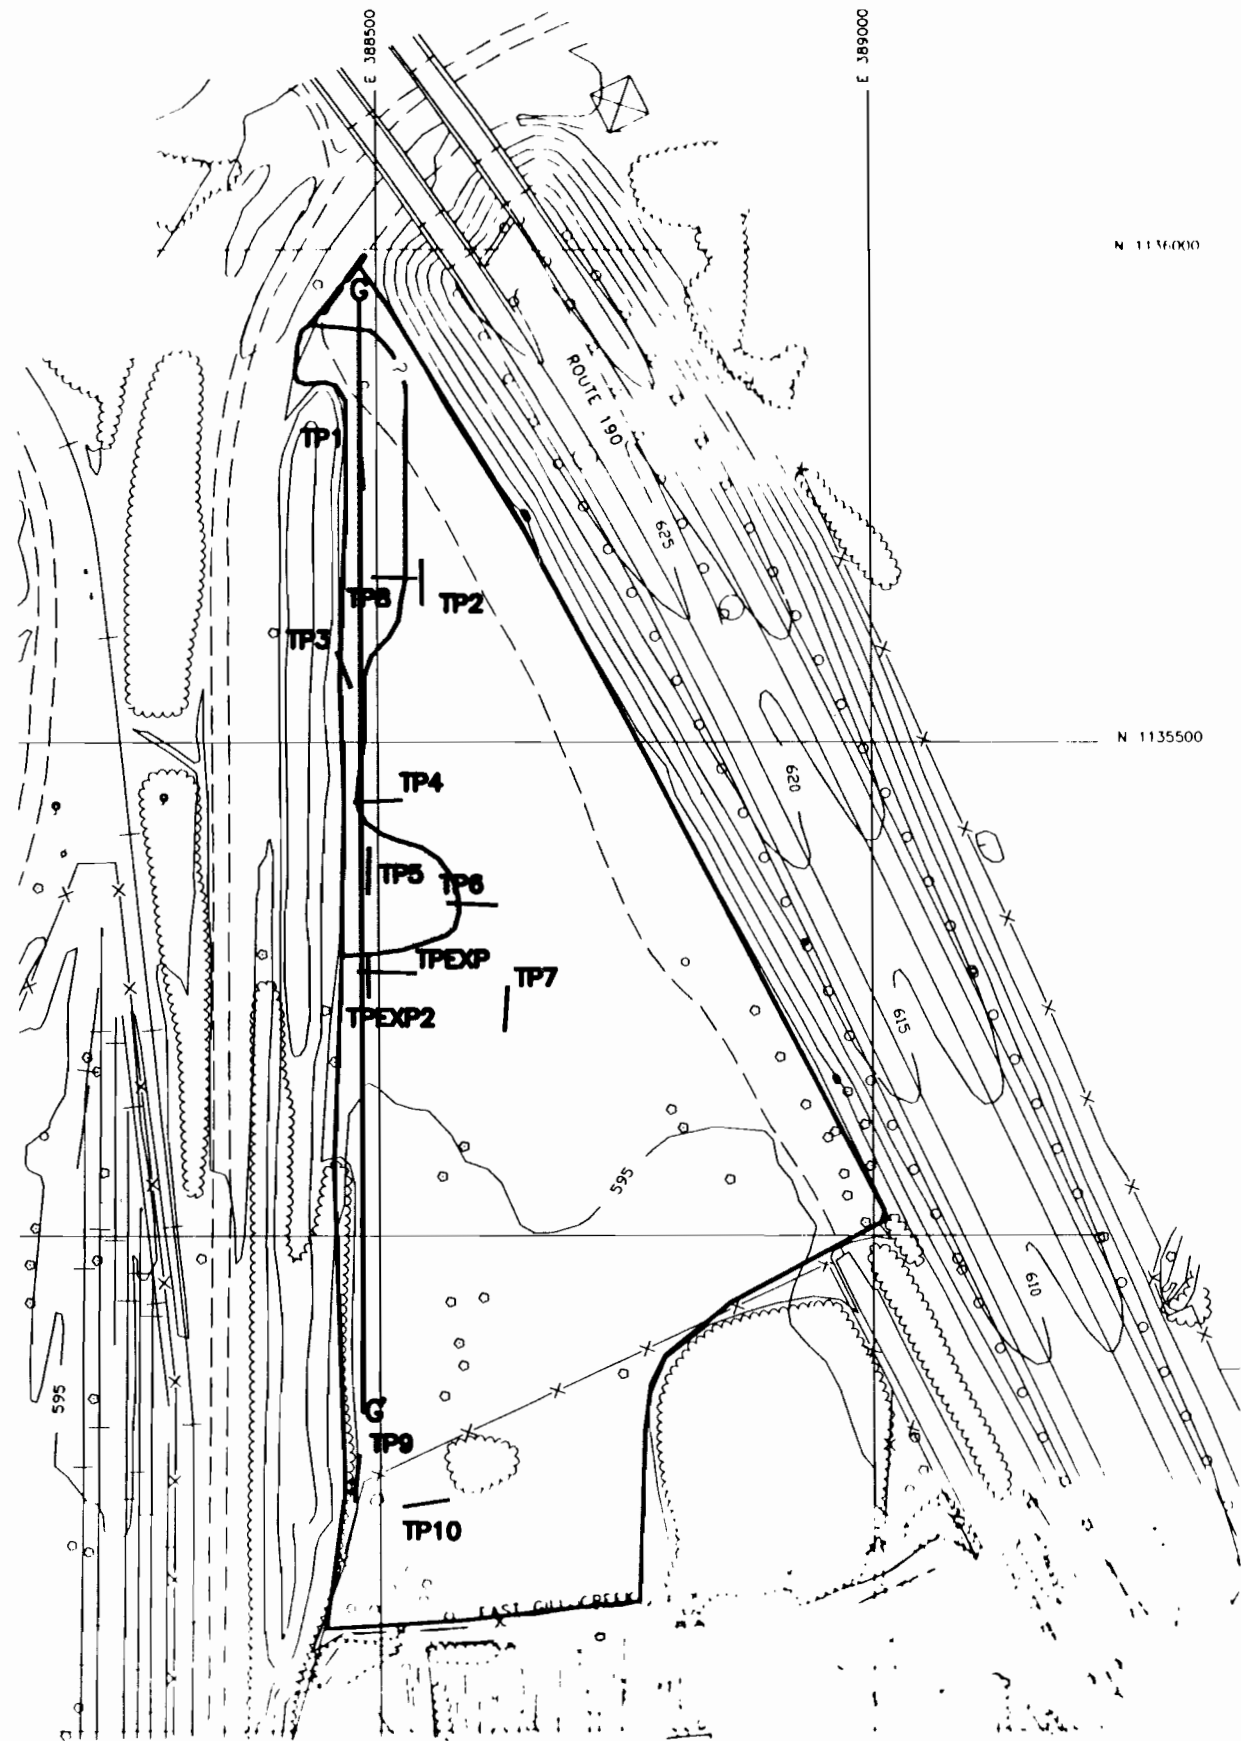 E 388500
E 389000
N 1136000
G
?
ROUTE 190
TP1
625
TP8
TP2
TP3
N 1135500
TP4
620
TP5
TP6
TPEXP
TP7
TPEXP2
615
595
610
595
G'
TP9
TP10
EAST GILL CREEK